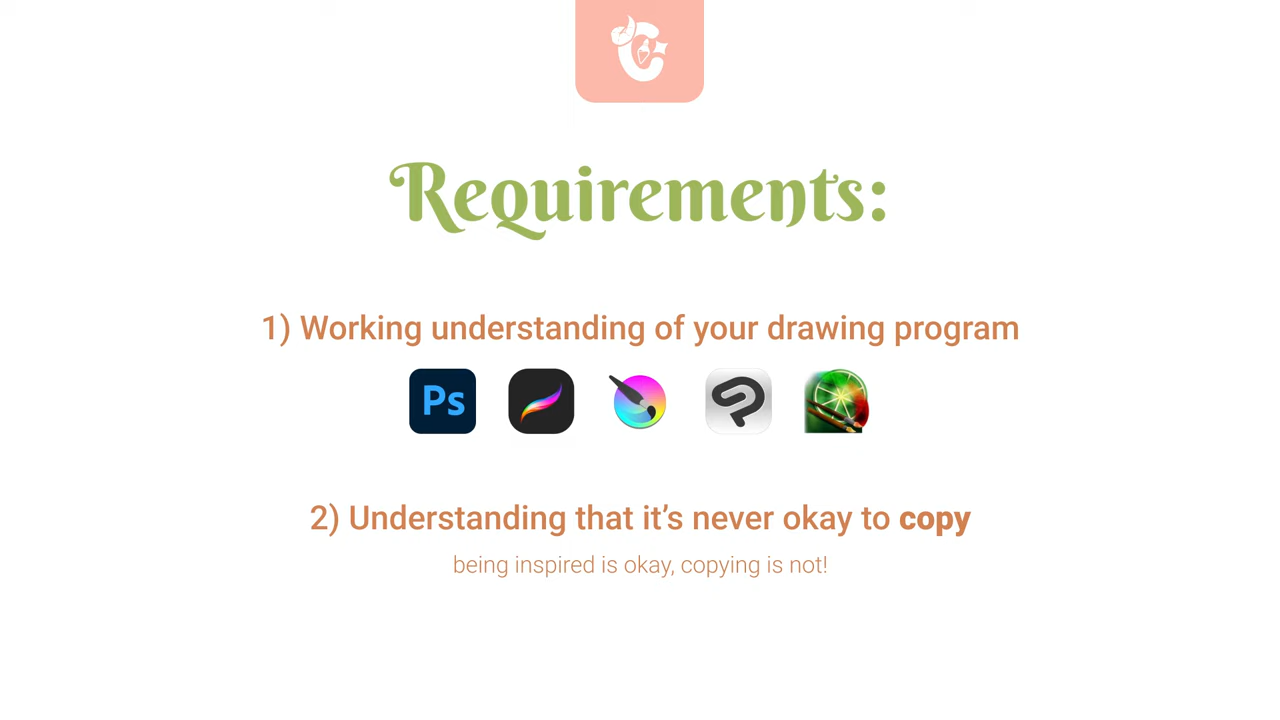 Requirements:
1) Working understanding of your drawing program
Ps
2) Understanding that it’s never okay to copy
being inspired is okay, copying is not!